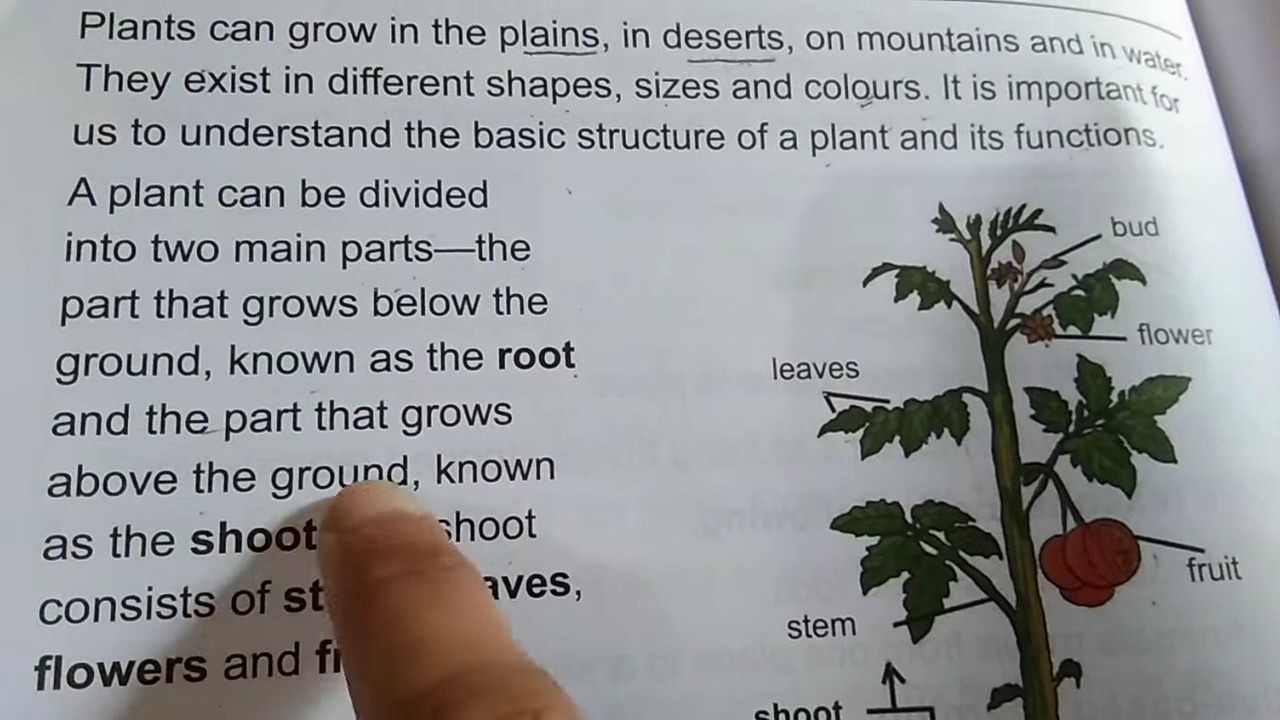 Plants can grow in the plains, in deserts, on mountains and in water.
They exist in different shapes, sizes and colours. It is important for
us to understand the basic structure of a plant and its functions.
A plant can be divided
into two main parts—the
part that grows below the
ground, known as the root
and the part that grows
above the ground, known
as the shoot shoot
consists of
flowers and
bud
flower
leaves
fruit
stem
shoot